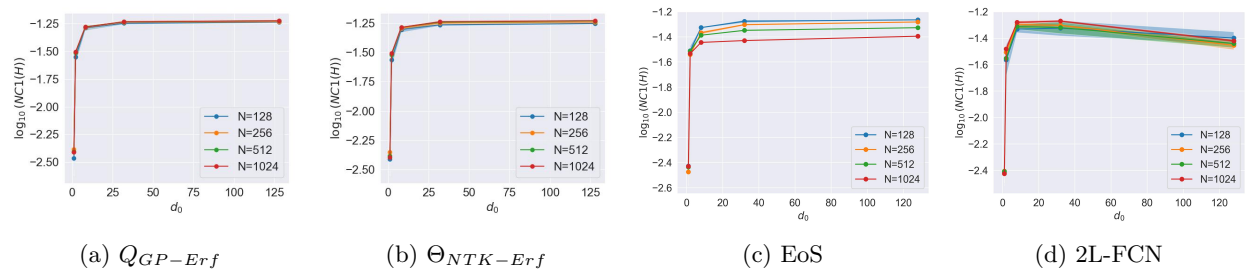 −1.25
−1.50
−1.75
−2.00
−2.25
−2.50
log₁₀(NC1(H))
N=128
N=256
N=512
N=1024
0 25 50 75 100 125
d₀
(a) Q_{GP−Erf}
−1.25
−1.50
−1.75
−2.00
−2.25
−2.50
log₁₀(NC1(H))
N=128
N=256
N=512
N=1024
0 25 50 75 100 125
d₀
(b) Θ_{NTK−Erf}
−1.2
−1.4
−1.6
−1.8
−2.0
−2.2
−2.4
−2.6
log₁₀(NC1(H))
N=128
N=256
N=512
N=1024
0 20 40 60 80 100 120
d₀
(c) EoS
−1.2
−1.4
−1.6
−1.8
−2.0
−2.2
−2.4
log₁₀(NC1(H))
N=128
N=256
N=512
N=1024
0 20 40 60 80 100 120
d₀
(d) 2L-FCN